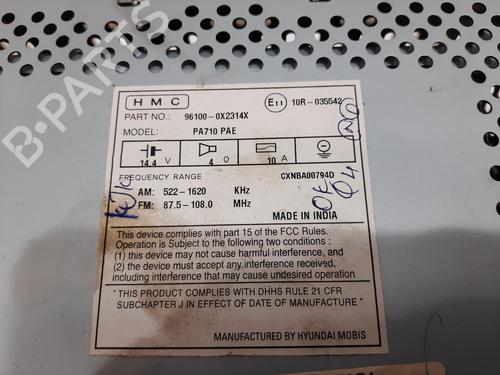 B-PARTS
HMC
E11 10R - 035542
PART NO.: 96100 - 0X2314X
MODEL: PA710 PAE
14.4 V 4 Ω 10 A
FREQUENCY RANGE CXNBA00794D
AM: 522 - 1620 KHz
FM: 87.5 - 108.0 MHz
MADE IN INDIA
This device complies with part 15 of the FCC Rules.
Operation is Subject to the following two conditions :
(1) this device may not cause harmful interference, and
(2) the device must accept any interference received,
including interference that may cause undesired operation
"THIS PRODUCT COMPLIES WITH DHHS RULE 21 CFR
SUBCHAPTER J IN EFFECT OF DATE OF MANUFACTURE"
MANUFACTURED BY HYUNDAI MOBIS